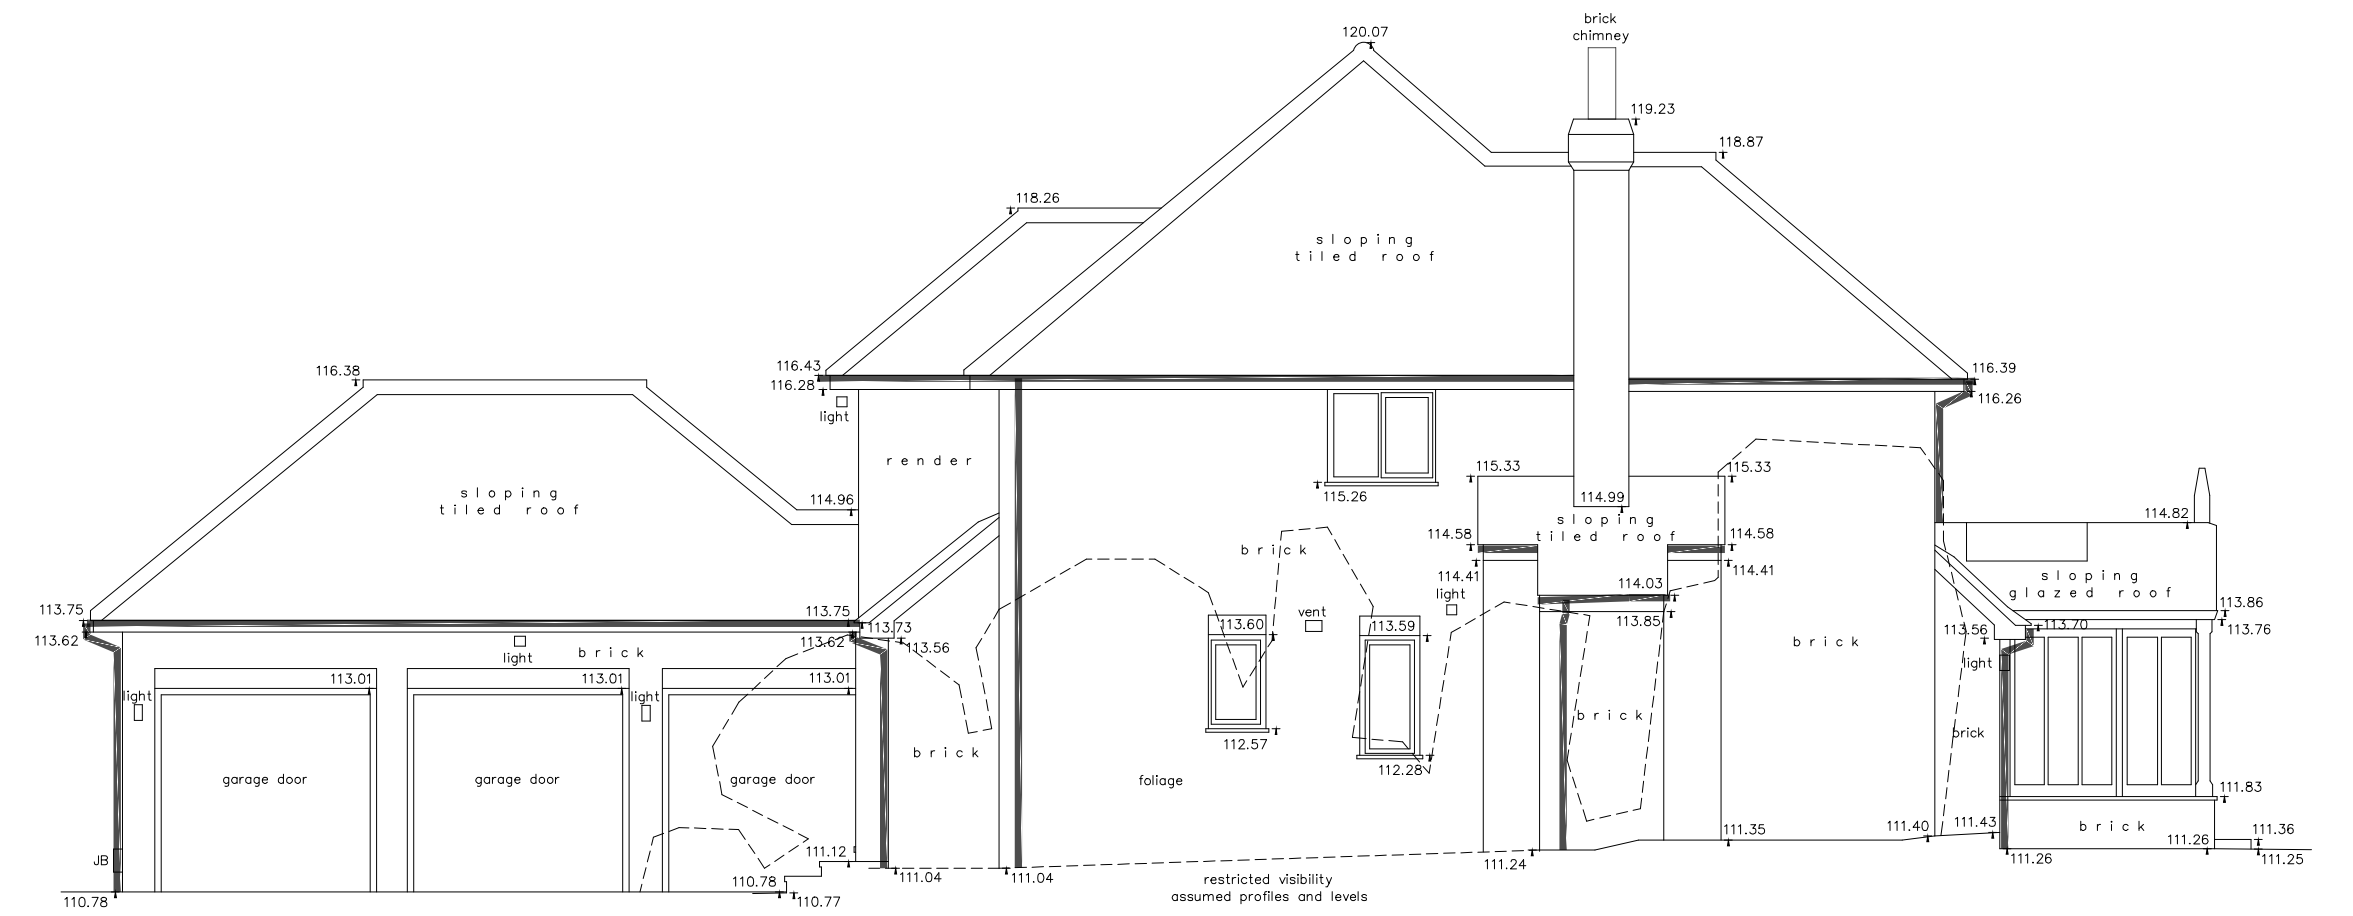 brick
chimney
120.07
119.23
118.87
118.26
sloping
tiled roof
116.43
116.28
116.39
116.26
116.38
light
render
115.33
115.33
115.26
114.99
114.96
sloping
tiled roof
sloping
tiled roof
114.82
114.58
114.58
brick
114.41
114.41
114.03
light
sloping
glazed roof
113.86
113.76
113.75
113.75
113.73
113.62
113.62
113.56
vent
113.60
113.59
113.85
113.70
113.56
brick
brick
light
light
113.01
113.01
113.01
light
light
brick
brick
brick
112.57
112.28
garage door
garage door
garage door
foliage
111.83
brick
111.35
111.40
111.43
111.36
111.26
111.26
111.25
JB
111.12
111.24
111.04
111.04
110.78
110.77
110.78
restricted visibility
assumed profiles and levels